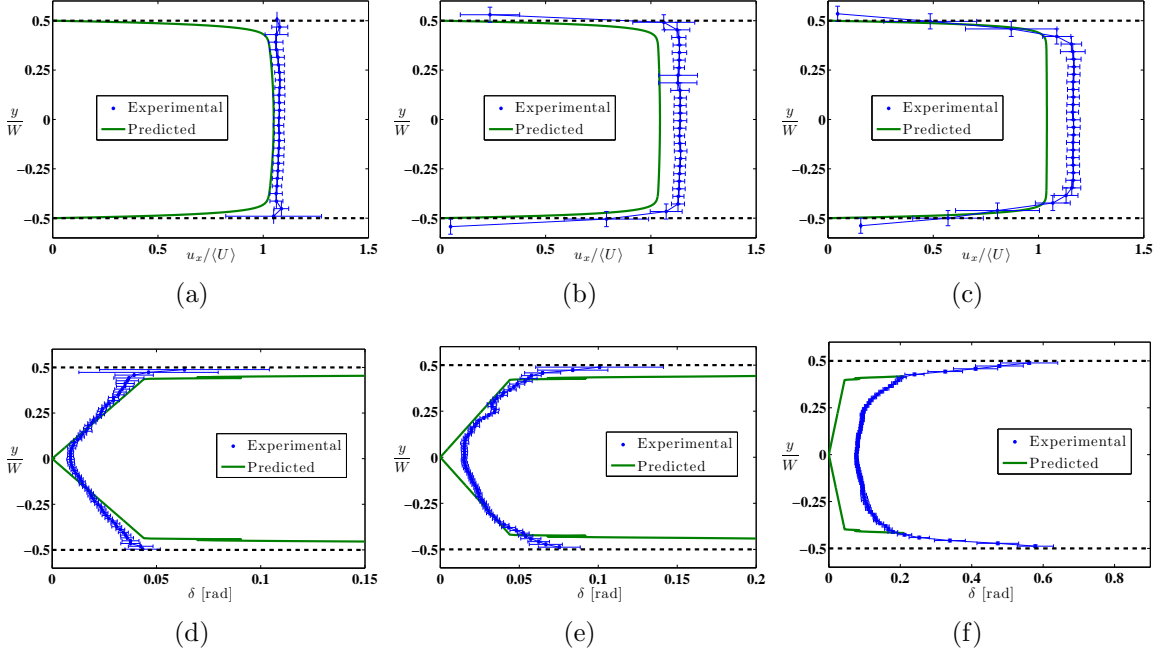 0.5
0.25
y/W
0
−0.25
−0.5
0 0.5 1 1.5
u_x/⟨U⟩
Experimental
Predicted
(a)
0.5
0.25
y/W
0
−0.25
−0.5
0 0.5 1 1.5
u_x/⟨U⟩
Experimental
Predicted
(b)
0.5
0.25
y/W
0
−0.25
−0.5
0 0.5 1 1.5
u_x/⟨U⟩
Experimental
Predicted
(c)
0.5
0.25
y/W
0
−0.25
−0.5
0 0.05 0.1 0.15
δ [rad]
Experimental
Predicted
(d)
0.5
0.25
y/W
0
−0.25
−0.5
0 0.05 0.1 0.15 0.2
δ [rad]
Experimental
Predicted
(e)
0.5
0.25
y/W
0
−0.25
−0.5
0 0.2 0.4 0.6 0.8
δ [rad]
Experimental
Predicted
(f)